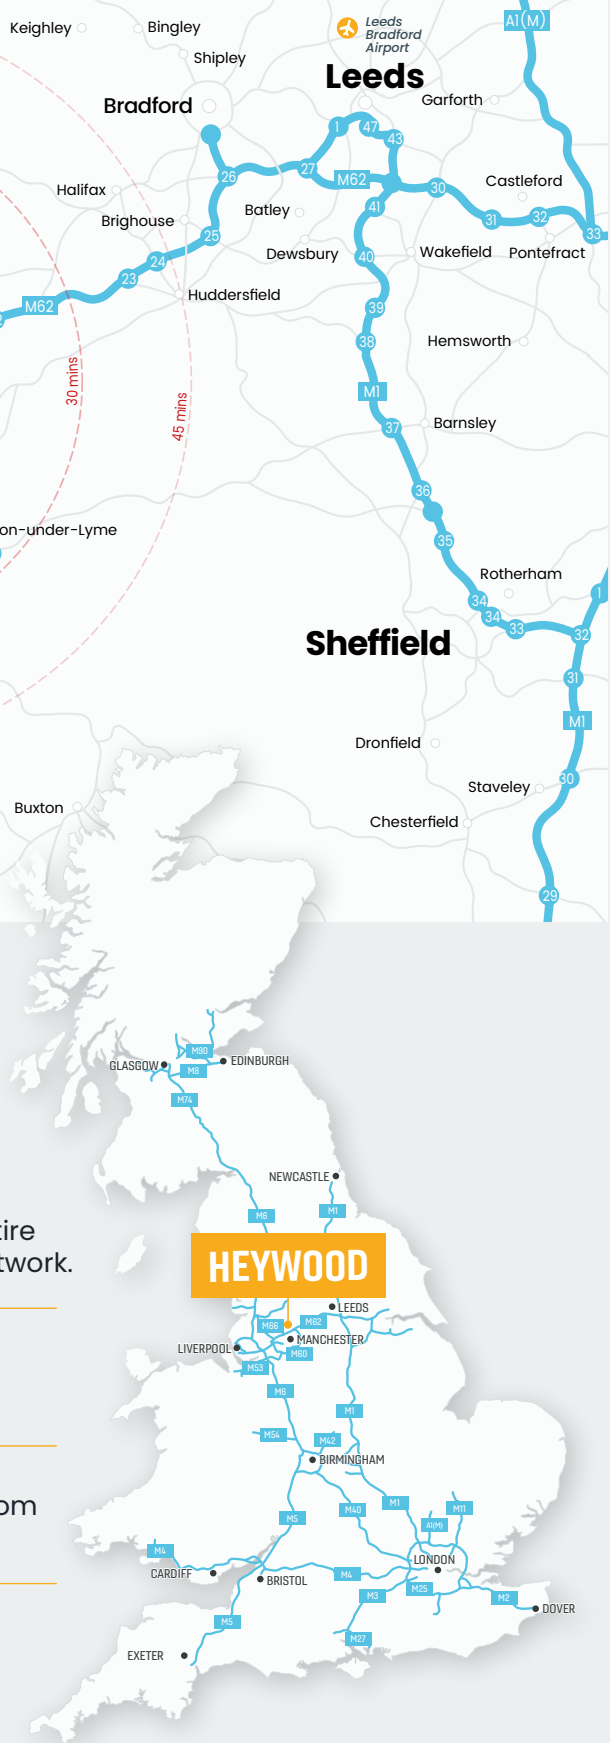 Keighley
Bingley
Shipley
Leeds
Bradford
Airport
A1(M)
Leeds
Bradford
Garforth
1
47
43
27
26
M62
30
Castleford
Halifax
Batley
41
31
32
Brighouse
25
33
24
Dewsbury
40
Wakefield
Pontefract
23
M62
Huddersfield
39
38
Hemsworth
30 mins
45 mins
M1
37
Barnsley
36
on-under-Lyme
35
Rotherham
34
34
33
32
1
Sheffield
31
M1
Dronfield
30
Staveley
Buxton
Chesterfield
29
M90
GLASGOW
EDINBURGH
M8
M74
NEWCASTLE
M6
M1
tire
twork.
HEYWOOD
LEEDS
M66
M62
MANCHESTER
LIVERPOOL
M60
M53
M6
M1
M54
M42
BIRMINGHAM
om
M5
M40
M1
M11
A1(M)
M4
LONDON
CARDIFF
BRISTOL
M4
M25
M3
M2
DOVER
M5
M27
EXETER